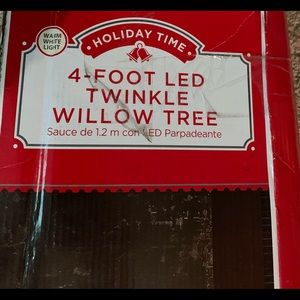 WARM
WHITE
LIGHT
HOLIDAY TIME
4-FOOT LED
TWINKLE
WILLOW TREE
Sauce de 1.2 m con LED Parpadeante